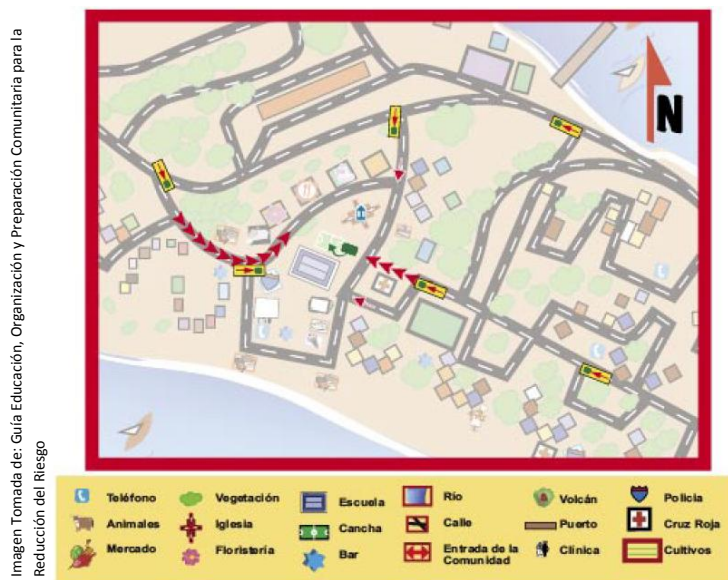 Imagen Tomada de: Guía Educación, Organización y Preparación Comunitaria para la
Reducción del Riesgo
N
Teléfono
Vegetación
Escuela
Río
Volcán
Policia
Animales
Iglesia
Cancha
Calle
Puerto
Cruz Roja
Mercado
Floristería
Bar
Entrada de la
Comunidad
Clínica
Cultivos